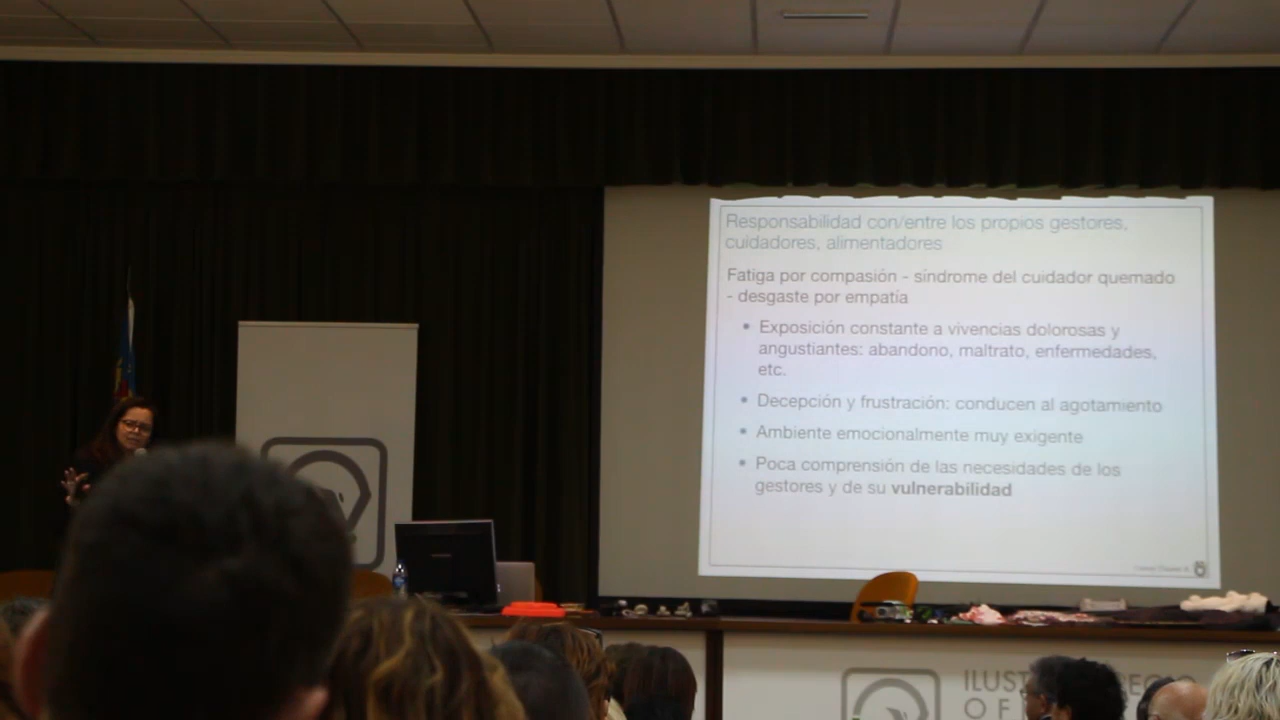 Responsabilidad con/entre los propios gestores,
cuidadores, alimentadores
Fatiga por compasión - síndrome del cuidador quemado
- desgaste por empatía
• Exposición constante a vivencias dolorosas y
angustiantes: abandono, maltrato, enfermedades,
etc.
• Decepción y frustración: conducen al agotamiento
• Ambiente emocionalmente muy exigente
• Poca comprensión de las necesidades de los
gestores y de su vulnerabilidad